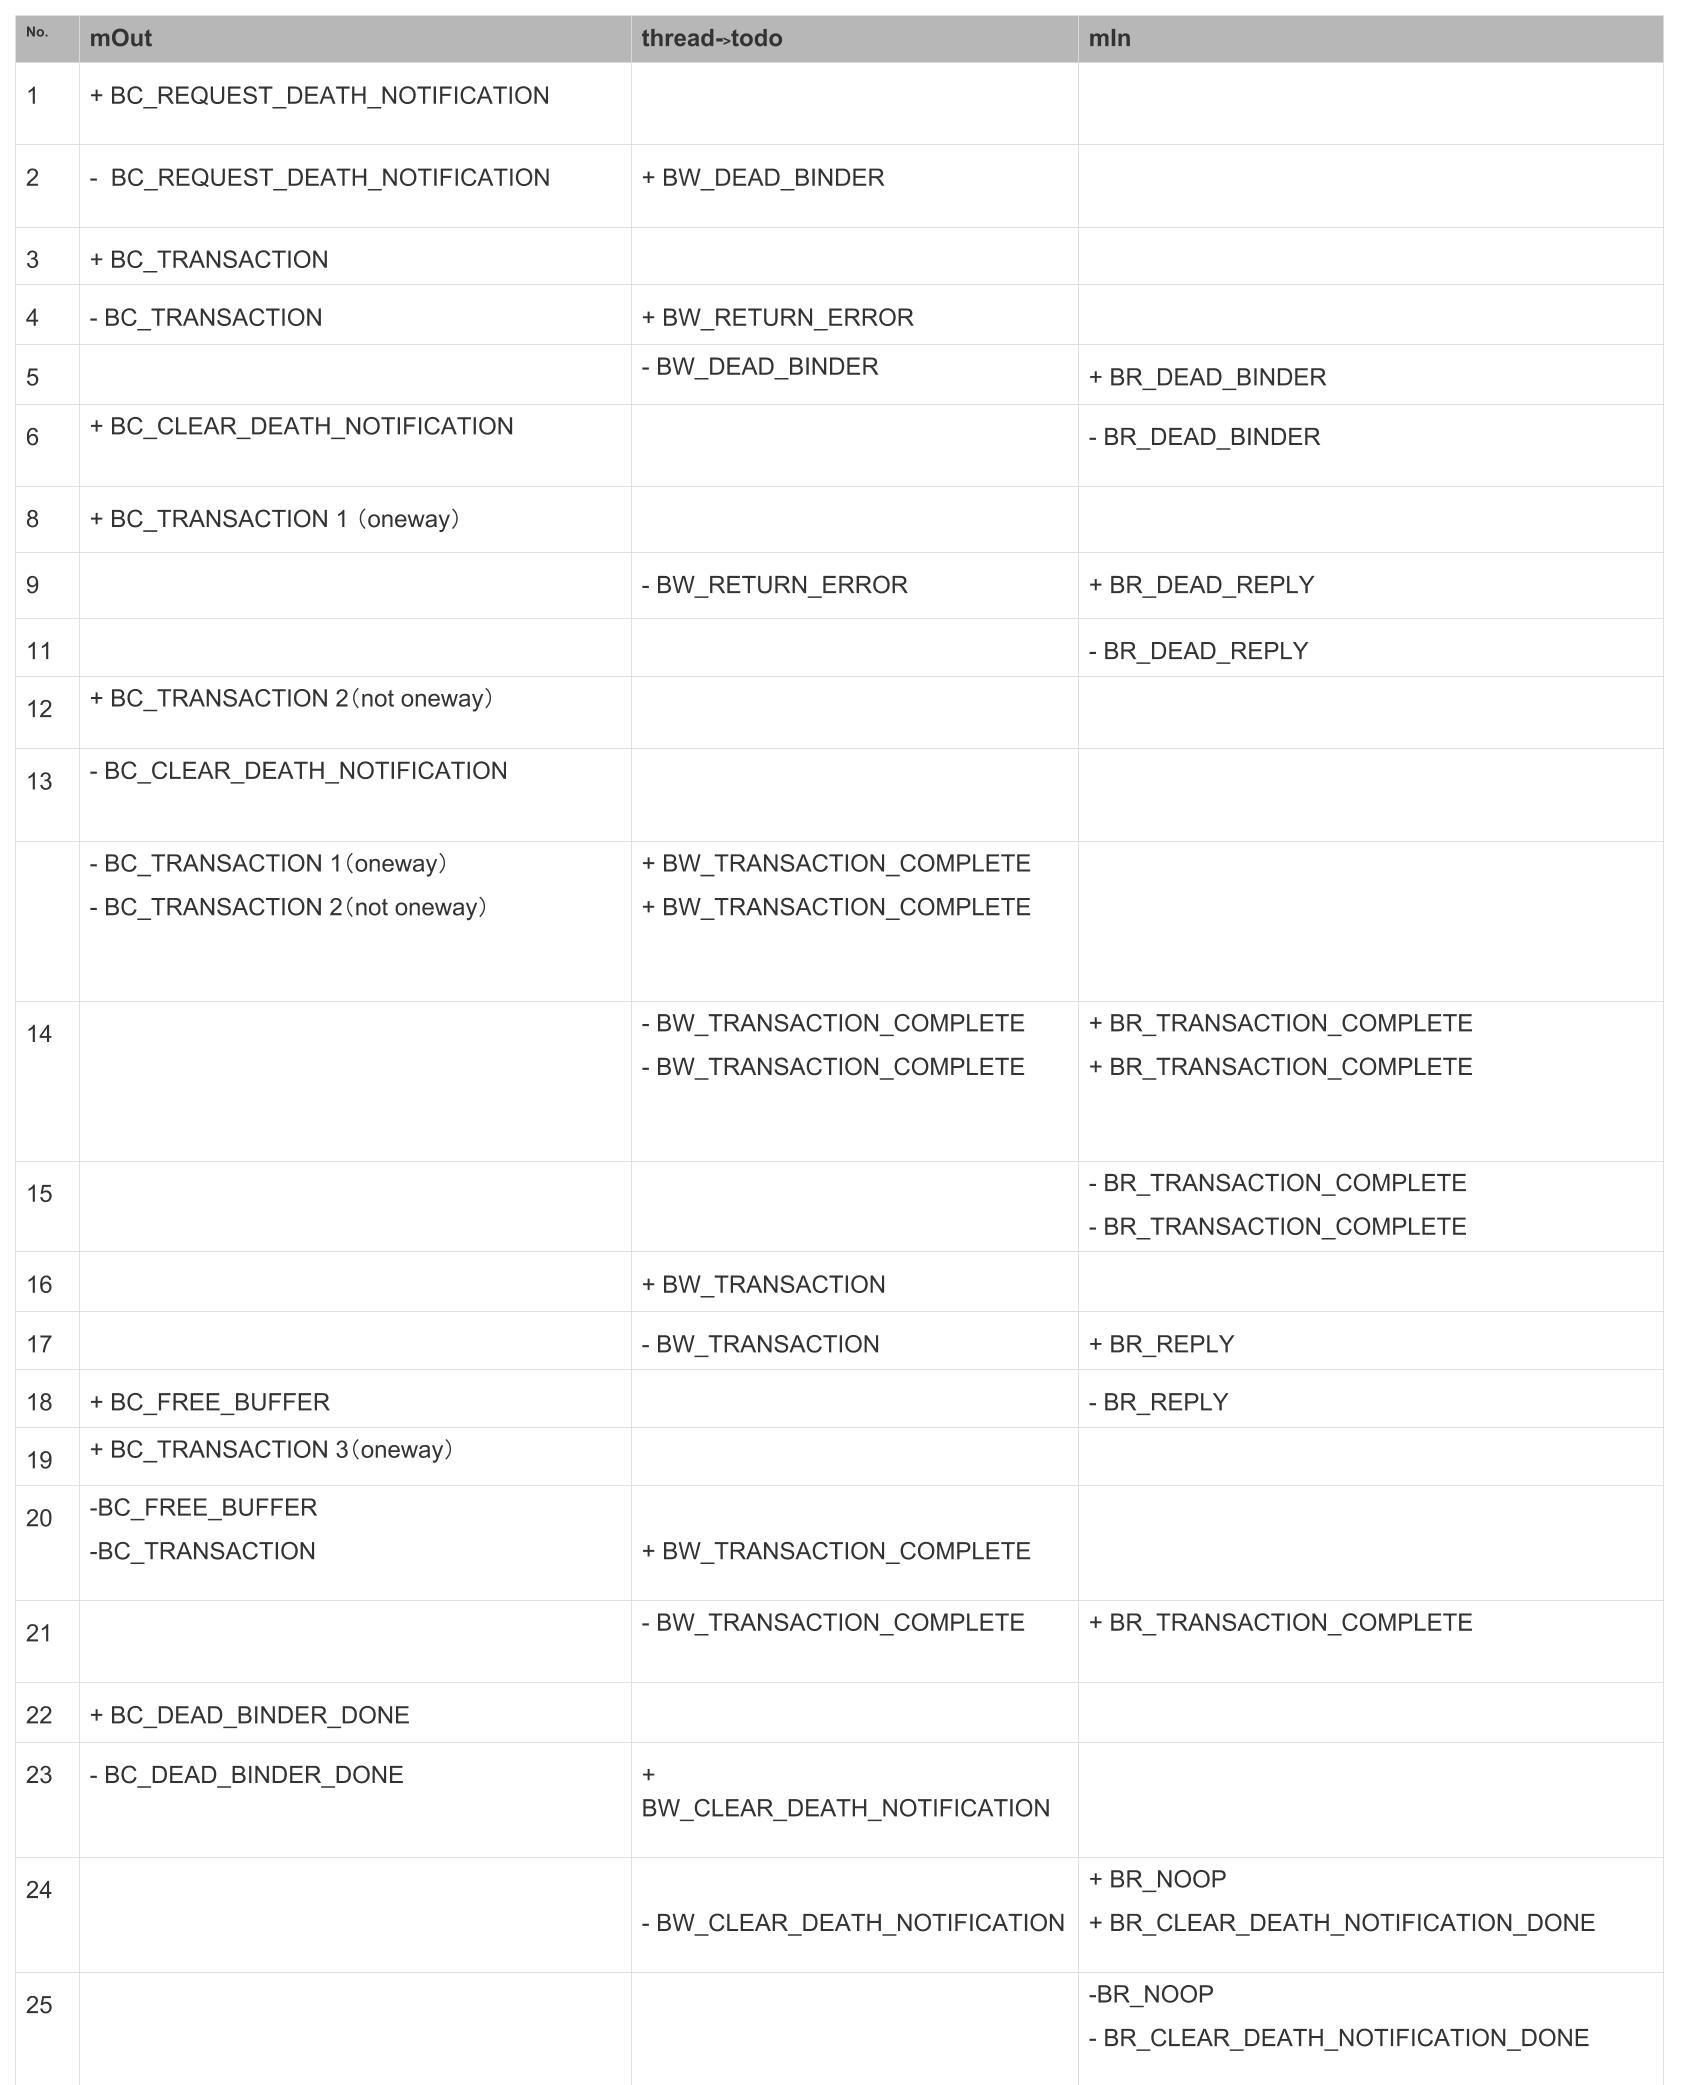 No. mOut thread->todo mIn
1 + BC_REQUEST_DEATH_NOTIFICATION
2 - BC_REQUEST_DEATH_NOTIFICATION + BW_DEAD_BINDER
3 + BC_TRANSACTION
4 - BC_TRANSACTION + BW_RETURN_ERROR
5 - BW_DEAD_BINDER + BR_DEAD_BINDER
6 + BC_CLEAR_DEATH_NOTIFICATION - BR_DEAD_BINDER
8 + BC_TRANSACTION 1（oneway）
9 - BW_RETURN_ERROR + BR_DEAD_REPLY
11 - BR_DEAD_REPLY
12 + BC_TRANSACTION 2（not oneway）
13 - BC_CLEAR_DEATH_NOTIFICATION
- BC_TRANSACTION 1（oneway） + BW_TRANSACTION_COMPLETE
- BC_TRANSACTION 2（not oneway） + BW_TRANSACTION_COMPLETE
14 - BW_TRANSACTION_COMPLETE + BR_TRANSACTION_COMPLETE
- BW_TRANSACTION_COMPLETE + BR_TRANSACTION_COMPLETE
15 - BR_TRANSACTION_COMPLETE
- BR_TRANSACTION_COMPLETE
16 + BW_TRANSACTION
17 - BW_TRANSACTION + BR_REPLY
18 + BC_FREE_BUFFER - BR_REPLY
19 + BC_TRANSACTION 3（oneway）
20 -BC_FREE_BUFFER
-BC_TRANSACTION + BW_TRANSACTION_COMPLETE
21 - BW_TRANSACTION_COMPLETE + BR_TRANSACTION_COMPLETE
22 + BC_DEAD_BINDER_DONE
23 - BC_DEAD_BINDER_DONE +
BW_CLEAR_DEATH_NOTIFICATION
24 + BR_NOOP
- BW_CLEAR_DEATH_NOTIFICATION + BR_CLEAR_DEATH_NOTIFICATION_DONE
25 -BR_NOOP
- BR_CLEAR_DEATH_NOTIFICATION_DONE